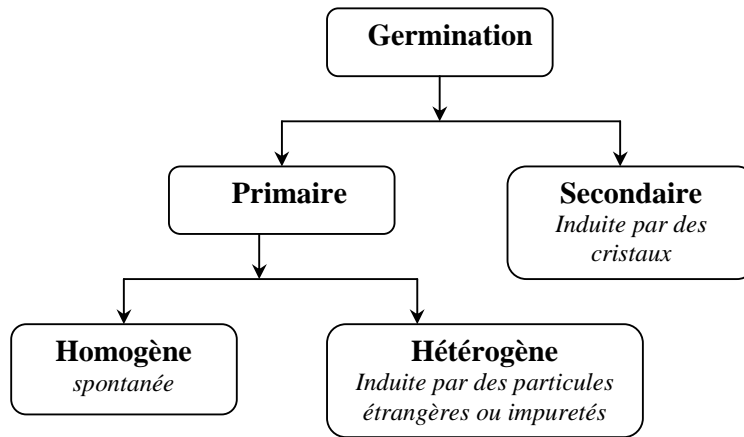 Germination
Primaire
Secondaire
Induite par des
cristaux
Homogène
spontanée
Hétérogène
Induite par des particules
étrangères ou impuretés